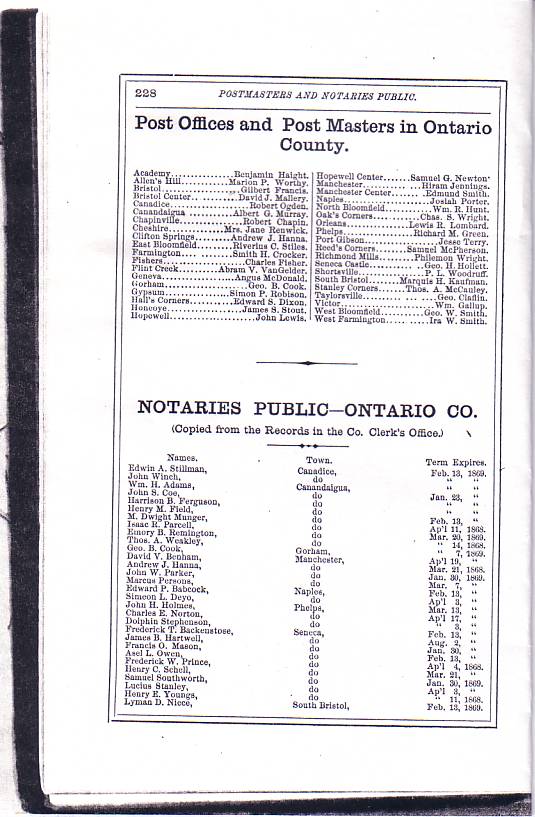 228 POSTMASTERS AND NOTARIES PUBLIC.
Post Offices and Post Masters in Ontario
County.
Academy..............Benjamin Haight.
Allen's Hill............Marion P. Worthy.
Bristol..................Gilbert Francis.
Bristol Center.. .........David J. Mallery.
Canadice....................Robert Ogden.
Canandaigua ..........Albert G. Murray.
Chapinville................Robert Chapin.
Cheshire..............Mrs. Jane Renwick.
Clifton Springs.........Andrew J. Hanna.
East Bloomfield.......Riverius C. Stiles.
Farmington.... .......Smith H. Crocker.
Fishers.....................Charles Fisher.
Flint Creek..........Abram V. VanGelder.
Geneva...................Angus McDonald.
Gorham.......................Geo. B. Cook.
Gypsum................Simon P. Robison.
Hall's Corners...........Edward S. Dixon.
Honeoye...................James S. Stout.
Hopewell......................John Lewis.
Hopewell Center.......Samuel G. Newton
Manchester........ ...Hiram Jennings.
Manchester Center........Edmund Smith.
Naples.....................Josiah Porter.
North Bloomfield............Wm. R. Hunt.
Oak's Corners............Chas. S. Wright.
Orleans................Lewis R. Lombard.
Phelps..................Richard M. Green.
Port Gibson...................Jesse Terry.
Reed's Corners........Samuel McPherson.
Richmond Mills.........Philemon Wright.
Seneca Castle.............Geo. H. Hollett.
Shortsville.................P. L. Woodruff.
South Bristol........Marquis H. Kaufman.
Stanley Corners.......Thos. A. McCauley.
Taylorsville......... ... .....Geo. Claflin.
Victor........................Wm. Gallup.
West Bloomfield...........Geo. W. Smith.
West Farmington..... ......Ira W. Smith.
NOTARIES PUBLIC—ONTARIO CO.
(Copied from the Records in the Co. Clerk's Office.)
Names. Town. Term Expires.
Edwin A. Stillman, Canadice, Feb. 13, 1869.
John Winch, do " "
Wm. H. Adams, Canandaigua, " "
John S. Coe, do Jan. 23, "
Harrison B. Ferguson, do " "
Henry M. Field, do " "
M. Dwight Munger, do Feb. 13, "
Isaac R. Parcell, do Ap'l 11, 1868.
Emory B. Remington, do Mar. 20, 1869.
Thos. A. Weakley, do " 14, 1868.
Geo. B. Cook, Gorham, " 7, 1869.
David V. Benham, Manchester, Ap'l 19, "
Andrew J. Hanna, do Mar. 21, 1868.
John W. Parker, do Jan. 30, 1869.
Marcus Persons, do Mar. 7, "
Edward P. Babcock, Naples, Feb. 13, "
Simeon L. Deyo, do Ap'l 3, "
John H. Holmes, Phelps, Mar. 13, "
Charles E. Norton, do Ap'l 17, "
Dolphin Stephenson, do " 3, "
Frederick T. Backenstose, Seneca, Feb. 13, "
James B. Hartwell, do Aug. 2, "
Francis O. Mason, do Jan. 30, "
Asel L. Owen, do Feb. 13, "
Frederick W. Prince, do Ap'l 4, 1868.
Henry C. Schell, do Mar. 21, "
Samuel Southworth, do Jan. 30, 1869.
Lucius Stanley, do Ap'l 3, "
Henry E. Youngs, do " 11, 1868.
Lyman D. Nicce, South Bristol, Feb. 13, 1869.